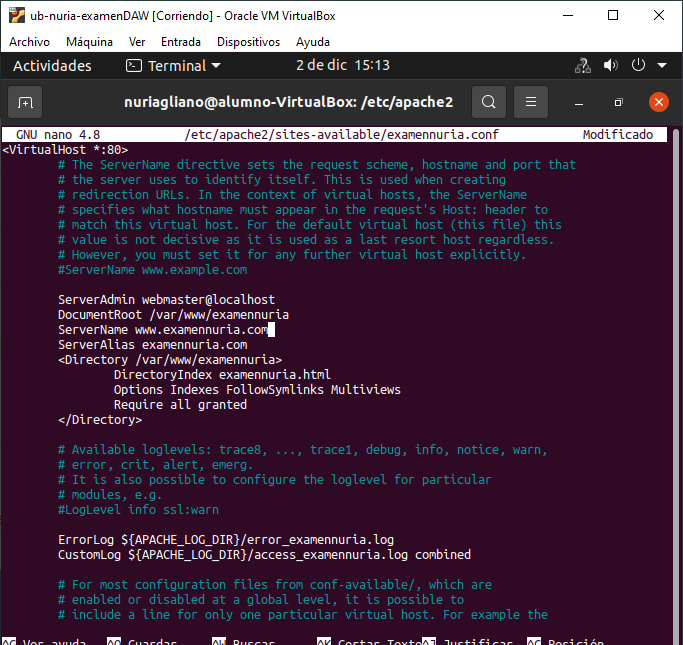 ub-nuria-examenDAW [Corriendo] - Oracle VM VirtualBox
Archivo Máquina Ver Entrada Dispositivos Ayuda
Actividades Terminal 2 de dic 15:13
nuriagliano@alumno-VirtualBox: /etc/apache2
GNU nano 4.8 /etc/apache2/sites-available/examennuria.conf Modificado
<VirtualHost *:80>
# The ServerName directive sets the request scheme, hostname and port that
# the server uses to identify itself. This is used when creating
# redirection URLs. In the context of virtual hosts, the ServerName
# specifies what hostname must appear in the request's Host: header to
# match this virtual host. For the default virtual host (this file) this
# value is not decisive as it is used as a last resort host regardless.
# However, you must set it for any further virtual host explicitly.
#ServerName www.example.com
ServerAdmin webmaster@localhost
DocumentRoot /var/www/examennuria
ServerName www.examennuria.com
ServerAlias examennuria.com
<Directory /var/www/examennuria>
DirectoryIndex examennuria.html
Options Indexes FollowSymlinks Multiviews
Require all granted
</Directory>
# Available loglevels: trace8, ..., trace1, debug, info, notice, warn,
# error, crit, alert, emerg.
# It is also possible to configure the loglevel for particular
# modules, e.g.
#LogLevel info ssl:warn
ErrorLog ${APACHE_LOG_DIR}/error_examennuria.log
CustomLog ${APACHE_LOG_DIR}/access_examennuria.log combined
# For most configuration files from conf-available/, which are
# enabled or disabled at a global level, it is possible to
# include a line for only one particular virtual host. For example the
^G Ver ayuda ^O Guardar ^W Buscar ^K Cortar Texto ^J Justificar ^C Posición